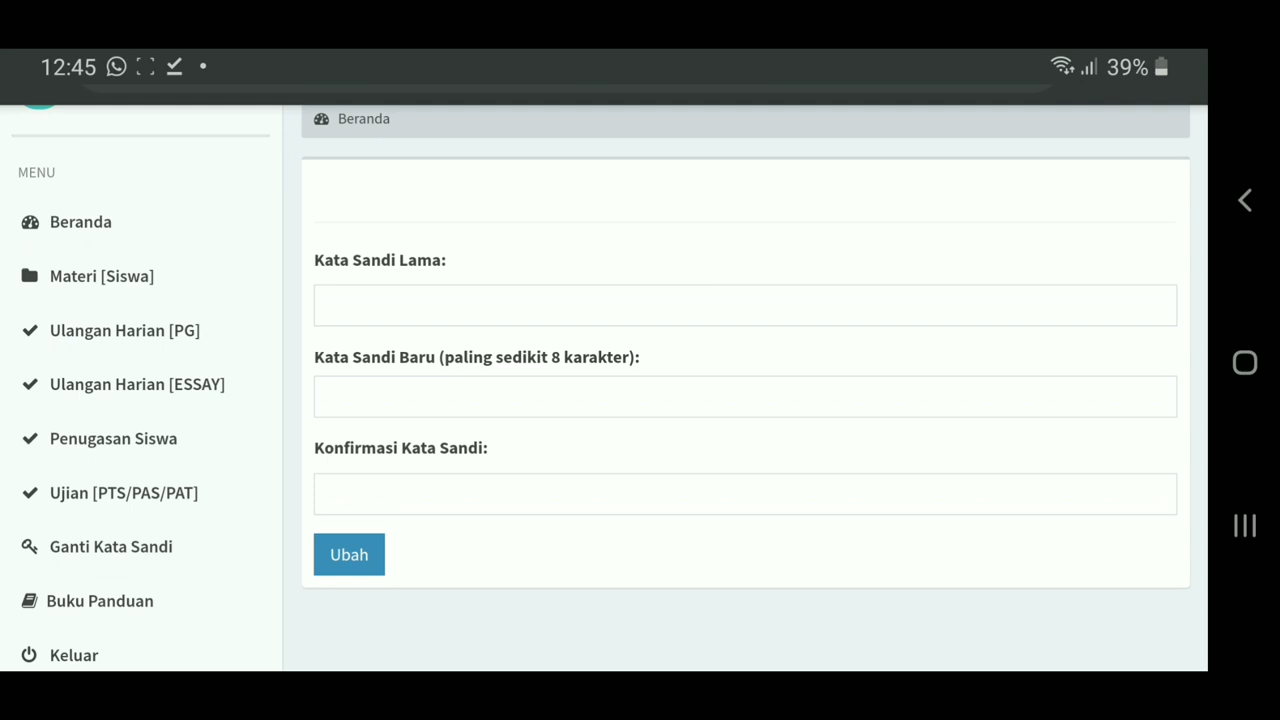 12:45
39%
Beranda
MENU
Beranda
Materi [Siswa]
Ulangan Harian [PG]
Ulangan Harian [ESSAY]
Penugasan Siswa
Ujian [PTS/PAS/PAT]
Ganti Kata Sandi
Buku Panduan
Keluar
Kata Sandi Lama:
Kata Sandi Baru (paling sedikit 8 karakter):
Konfirmasi Kata Sandi:
Ubah